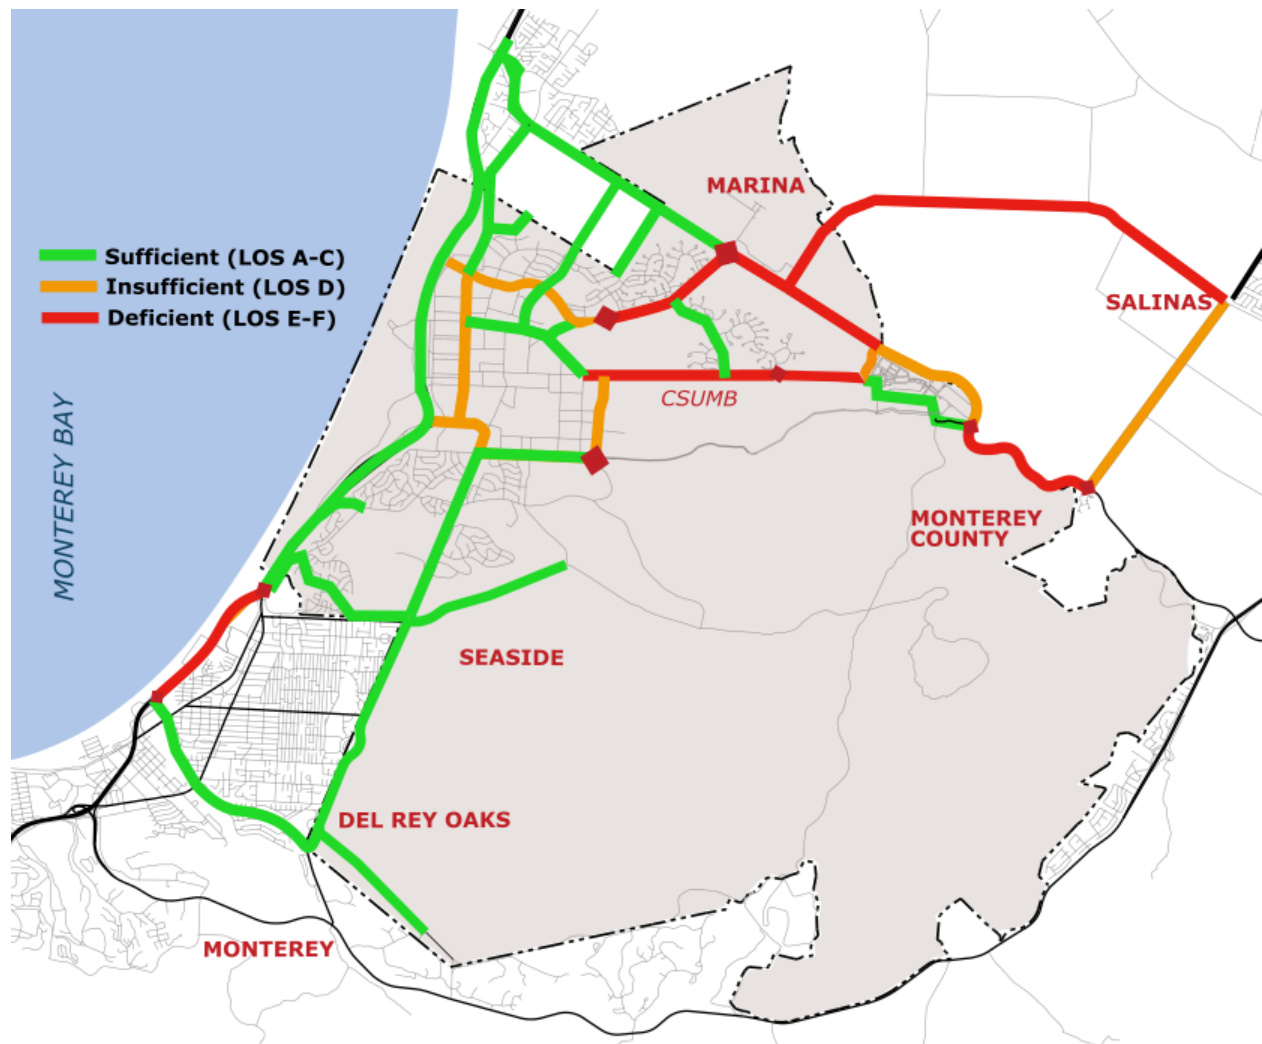 MARINA
Sufficient (LOS A-C)
Insufficient (LOS D)
Deficient (LOS E-F)
SALINAS
CSUMB
MONTEREY BAY
MONTEREY
COUNTY
SEASIDE
DEL REY OAKS
MONTEREY